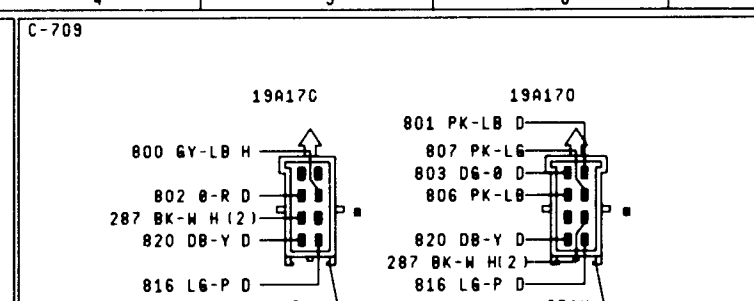 C-709
19A17C
800 GY-LB H
802 O-R D
287 BK-W H(2)
820 DB-Y D
816 LG-P D
19A17O
801 PK-LB D
807 PK-LG
803 DG-O D
806 PK-LB
820 DB-Y D
287 BK-W H(2)
816 LG-P D